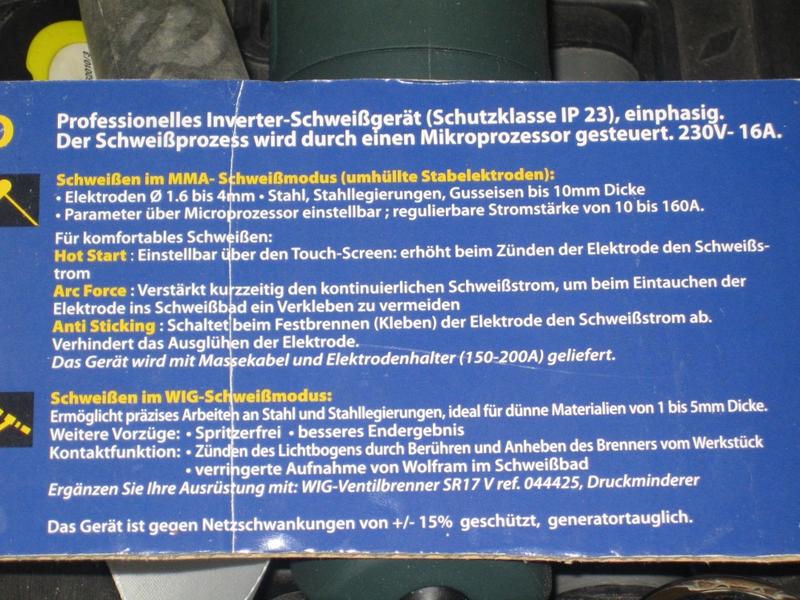 Professionelles Inverter-Schweißgerät (Schutzklasse IP 23), einphasig.
Der Schweißprozess wird durch einen Mikroprozessor gesteuert. 230V- 16A.
Schweißen im MMA- Schweißmodus (umhüllte Stabelektroden):
• Elektroden Ø 1.6 bis 4mm • Stahl, Stahllegierungen, Gusseisen bis 10mm Dicke
• Parameter über Microprozessor einstellbar ; regulierbare Stromstärke von 10 bis 160A.
Für komfortables Schweißen:
Hot Start : Einstellbar über den Touch-Screen: erhöht beim Zünden der Elektrode den Schweißs-
trom
Arc Force : Verstärkt kurzzeitig den kontinuierlichen Schweißstrom, um beim Eintauchen der
Elektrode ins Schweißbad ein Verkleben zu vermeiden
Anti Sticking : Schaltet beim Festbrennen (Kleben) der Elektrode den Schweißstrom ab.
Verhindert das Ausglühen der Elektrode.
Das Gerät wird mit Massekabel und Elektrodenhalter (150-200A) geliefert.
Schweißen im WIG-Schweißmodus:
Ermöglicht präzises Arbeiten an Stahl und Stahllegierungen, ideal für dünne Materialien von 1 bis 5mm Dicke.
Weitere Vorzüge: • Spritzerfrei • besseres Endergebnis
Kontaktfunktion: • Zünden des Lichtbogens durch Berühren und Anheben des Brenners vom Werkstück
• verringerte Aufnahme von Wolfram im Schweißbad
Ergänzen Sie Ihre Ausrüstung mit: WIG-Ventilbrenner SR17 V ref. 044425, Druckminderer
Das Gerät ist gegen Netzschwankungen von +/- 15% geschützt, generatortauglich.